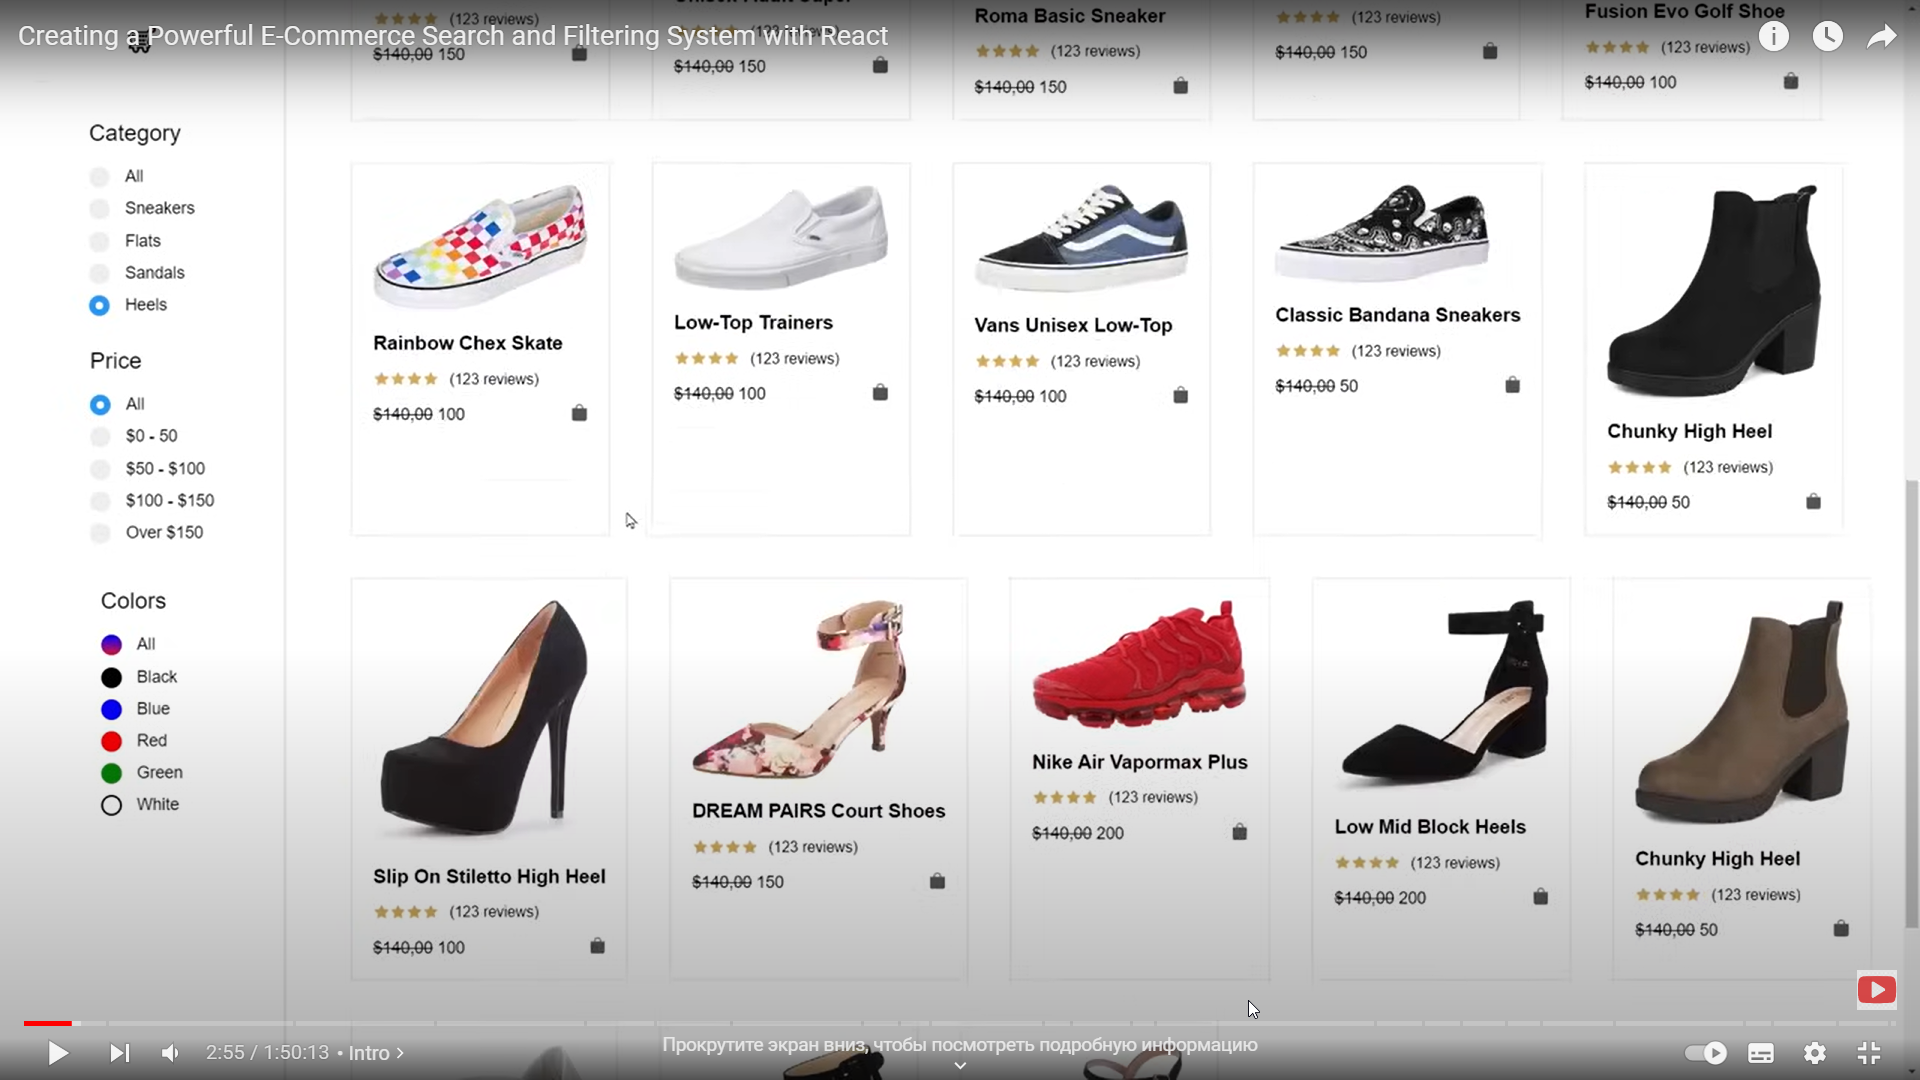 Creating a Powerful E-Commerce Search and Filtering System with React
(123 reviews)
$140,00 150
(123 reviews)
$140,00 150
Roma Basic Sneaker
(123 reviews)
$140,00 150
(123 reviews)
$140,00 150
Fusion Evo Golf Shoe
(123 reviews)
$140,00 100
Category
All
Sneakers
Flats
Sandals
Heels
Price
All
$0 - 50
$50 - $100
$100 - $150
Over $150
Colors
All
Black
Blue
Red
Green
White
Rainbow Chex Skate
(123 reviews)
$140,00 100
Low-Top Trainers
(123 reviews)
$140,00 100
Vans Unisex Low-Top
(123 reviews)
$140,00 100
Classic Bandana Sneakers
(123 reviews)
$140,00 50
Chunky High Heel
(123 reviews)
$140,00 50
Slip On Stiletto High Heel
(123 reviews)
$140,00 100
DREAM PAIRS Court Shoes
(123 reviews)
$140,00 150
Nike Air Vapormax Plus
(123 reviews)
$140,00 200
Low Mid Block Heels
(123 reviews)
$140,00 200
Chunky High Heel
(123 reviews)
$140,00 50
2:55 / 1:50:13 • Intro
Прокрутите экран вниз, чтобы посмотреть подробную информацию